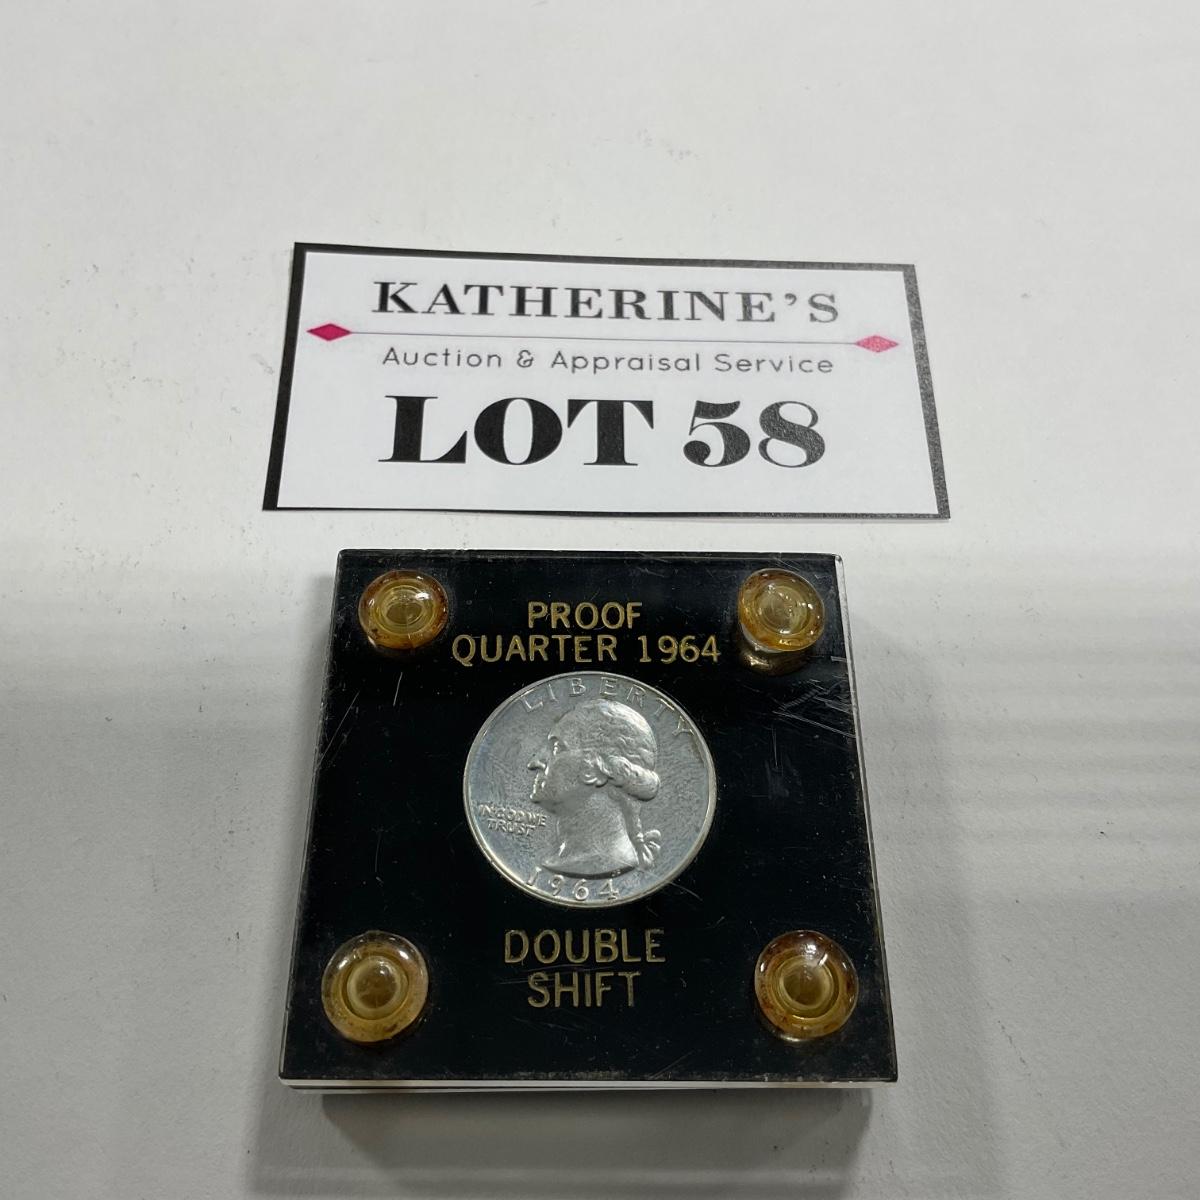 KATHERINE'S
Auction & Appraisal Service
LOT 58
PROOF
QUARTER 1964
LIBERTY
IN GOD WE
TRUST
1964
DOUBLE
SHIFT